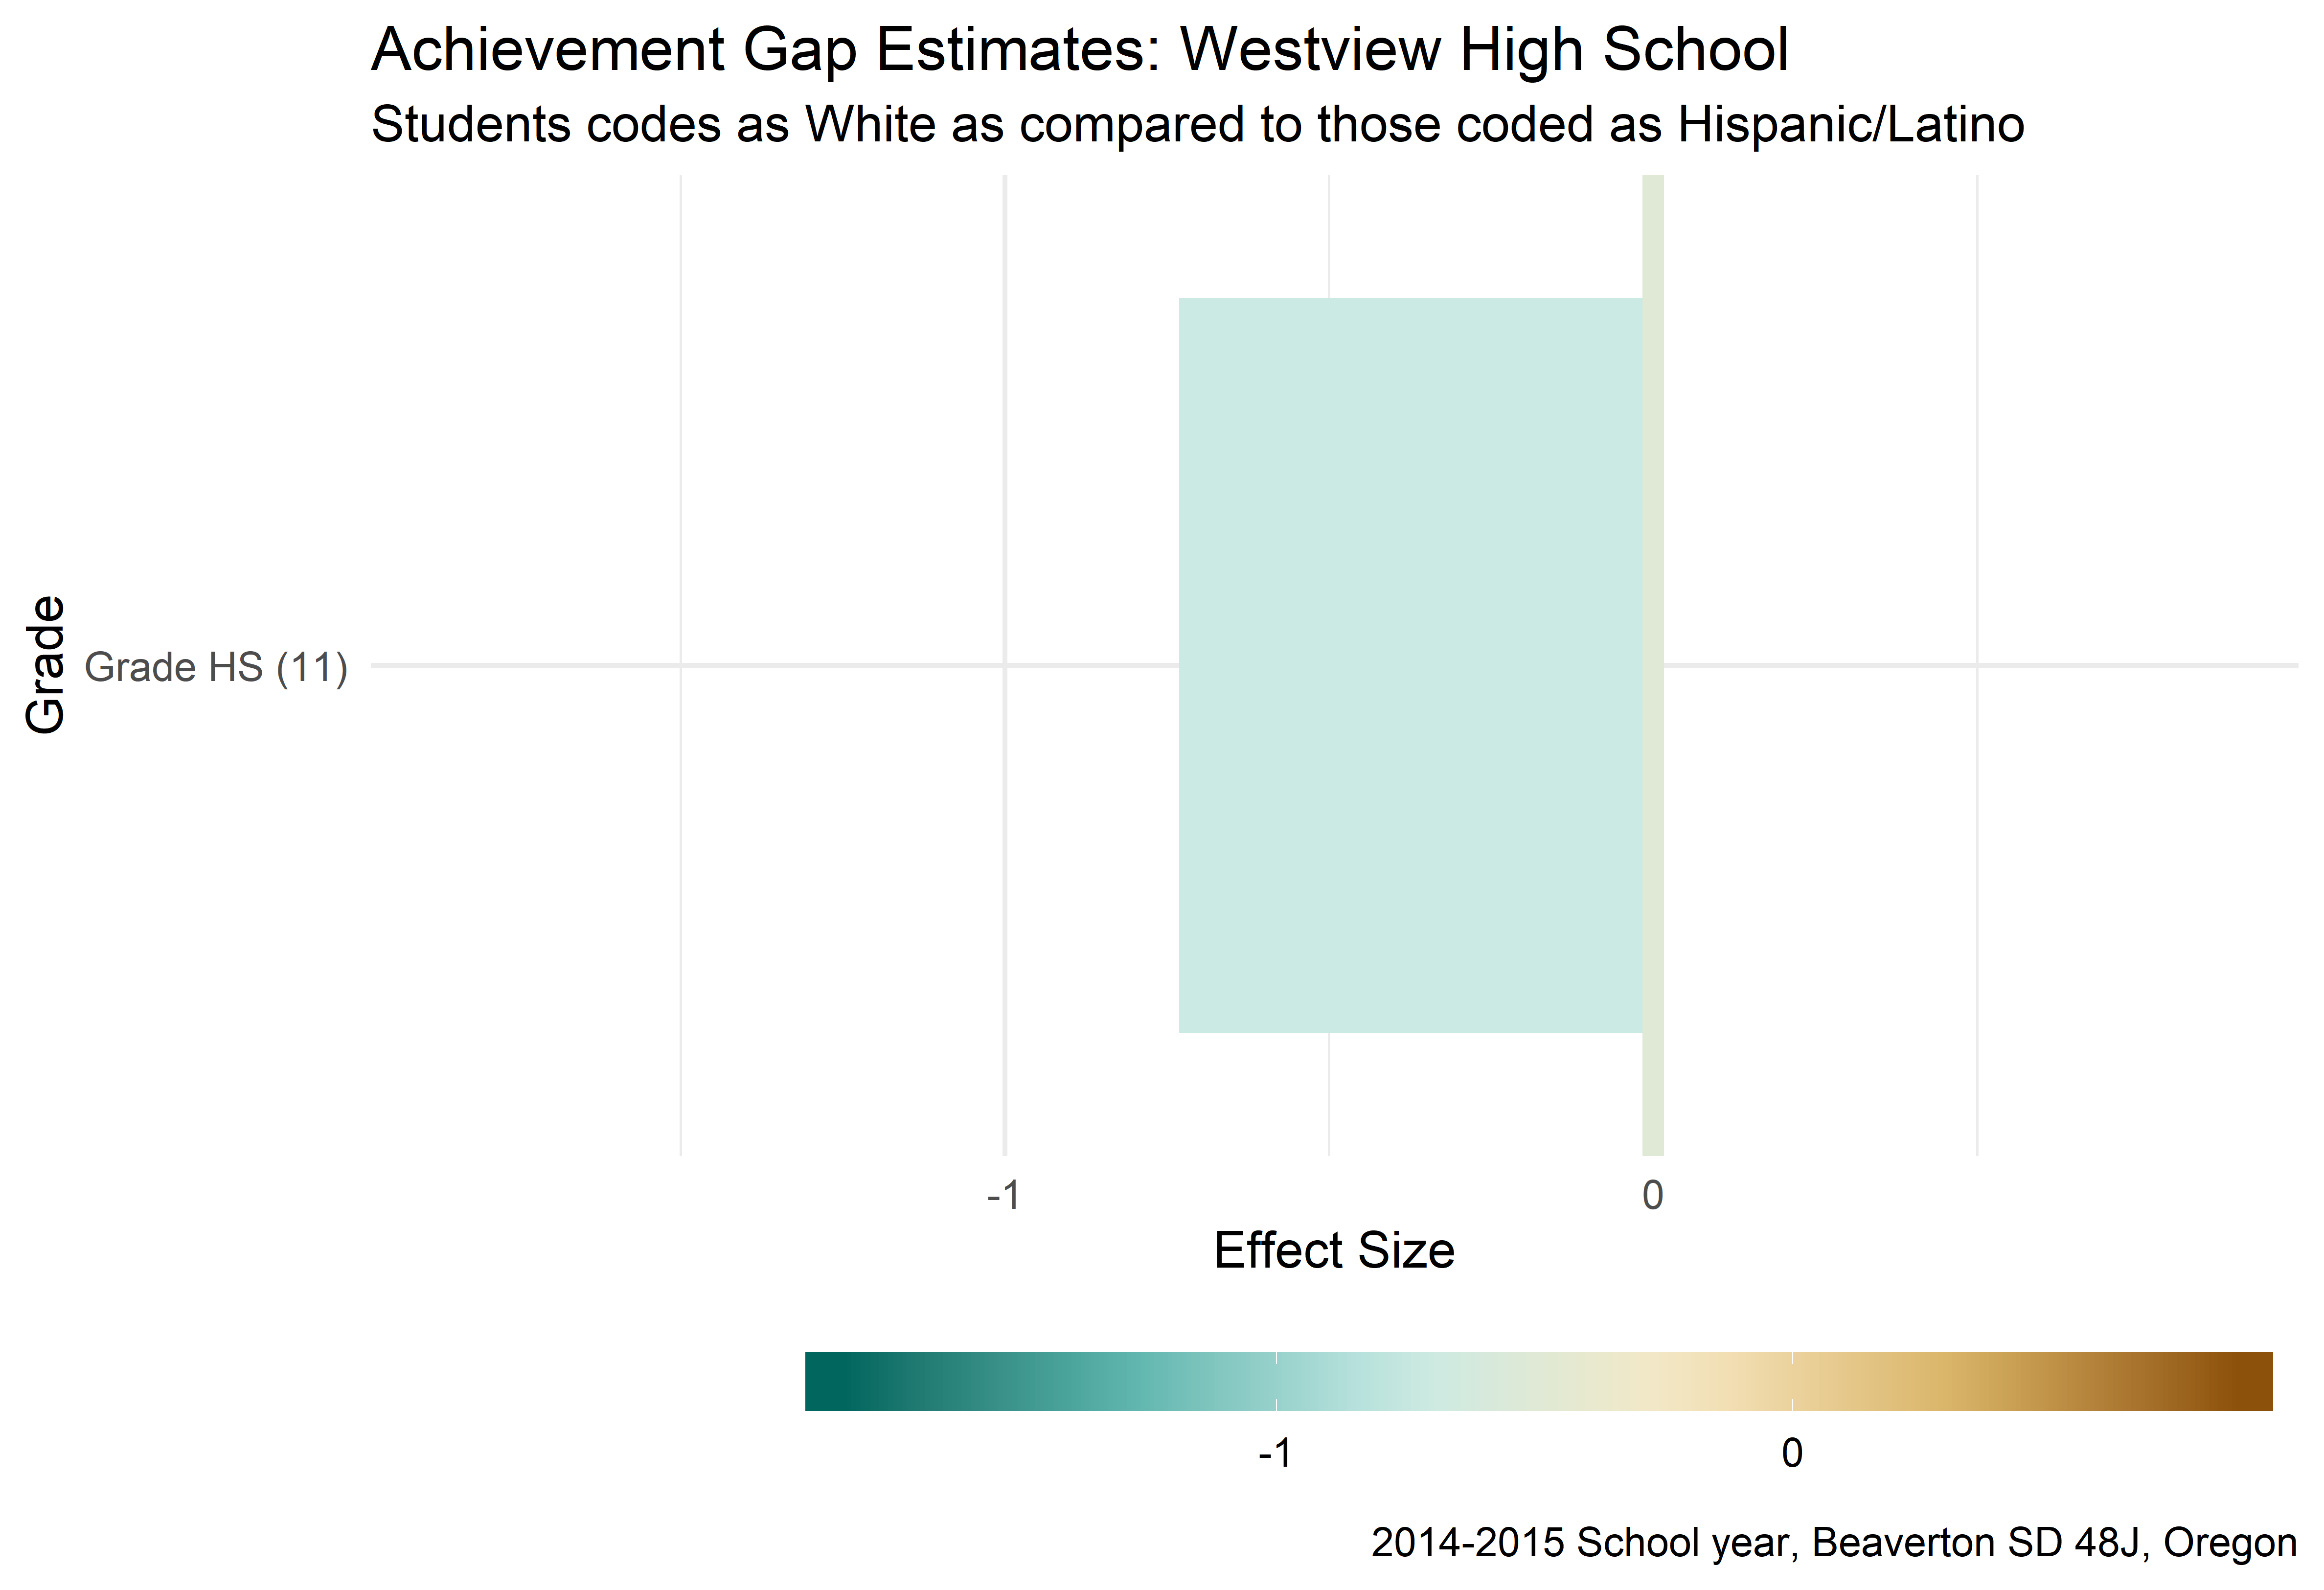 Achievement Gap Estimates: Westview High School
Students codes as White as compared to those coded as Hispanic/Latino
Grade
Grade HS (11)
-1 0
Effect Size
-1 0
2014-2015 School year, Beaverton SD 48J, Oregon